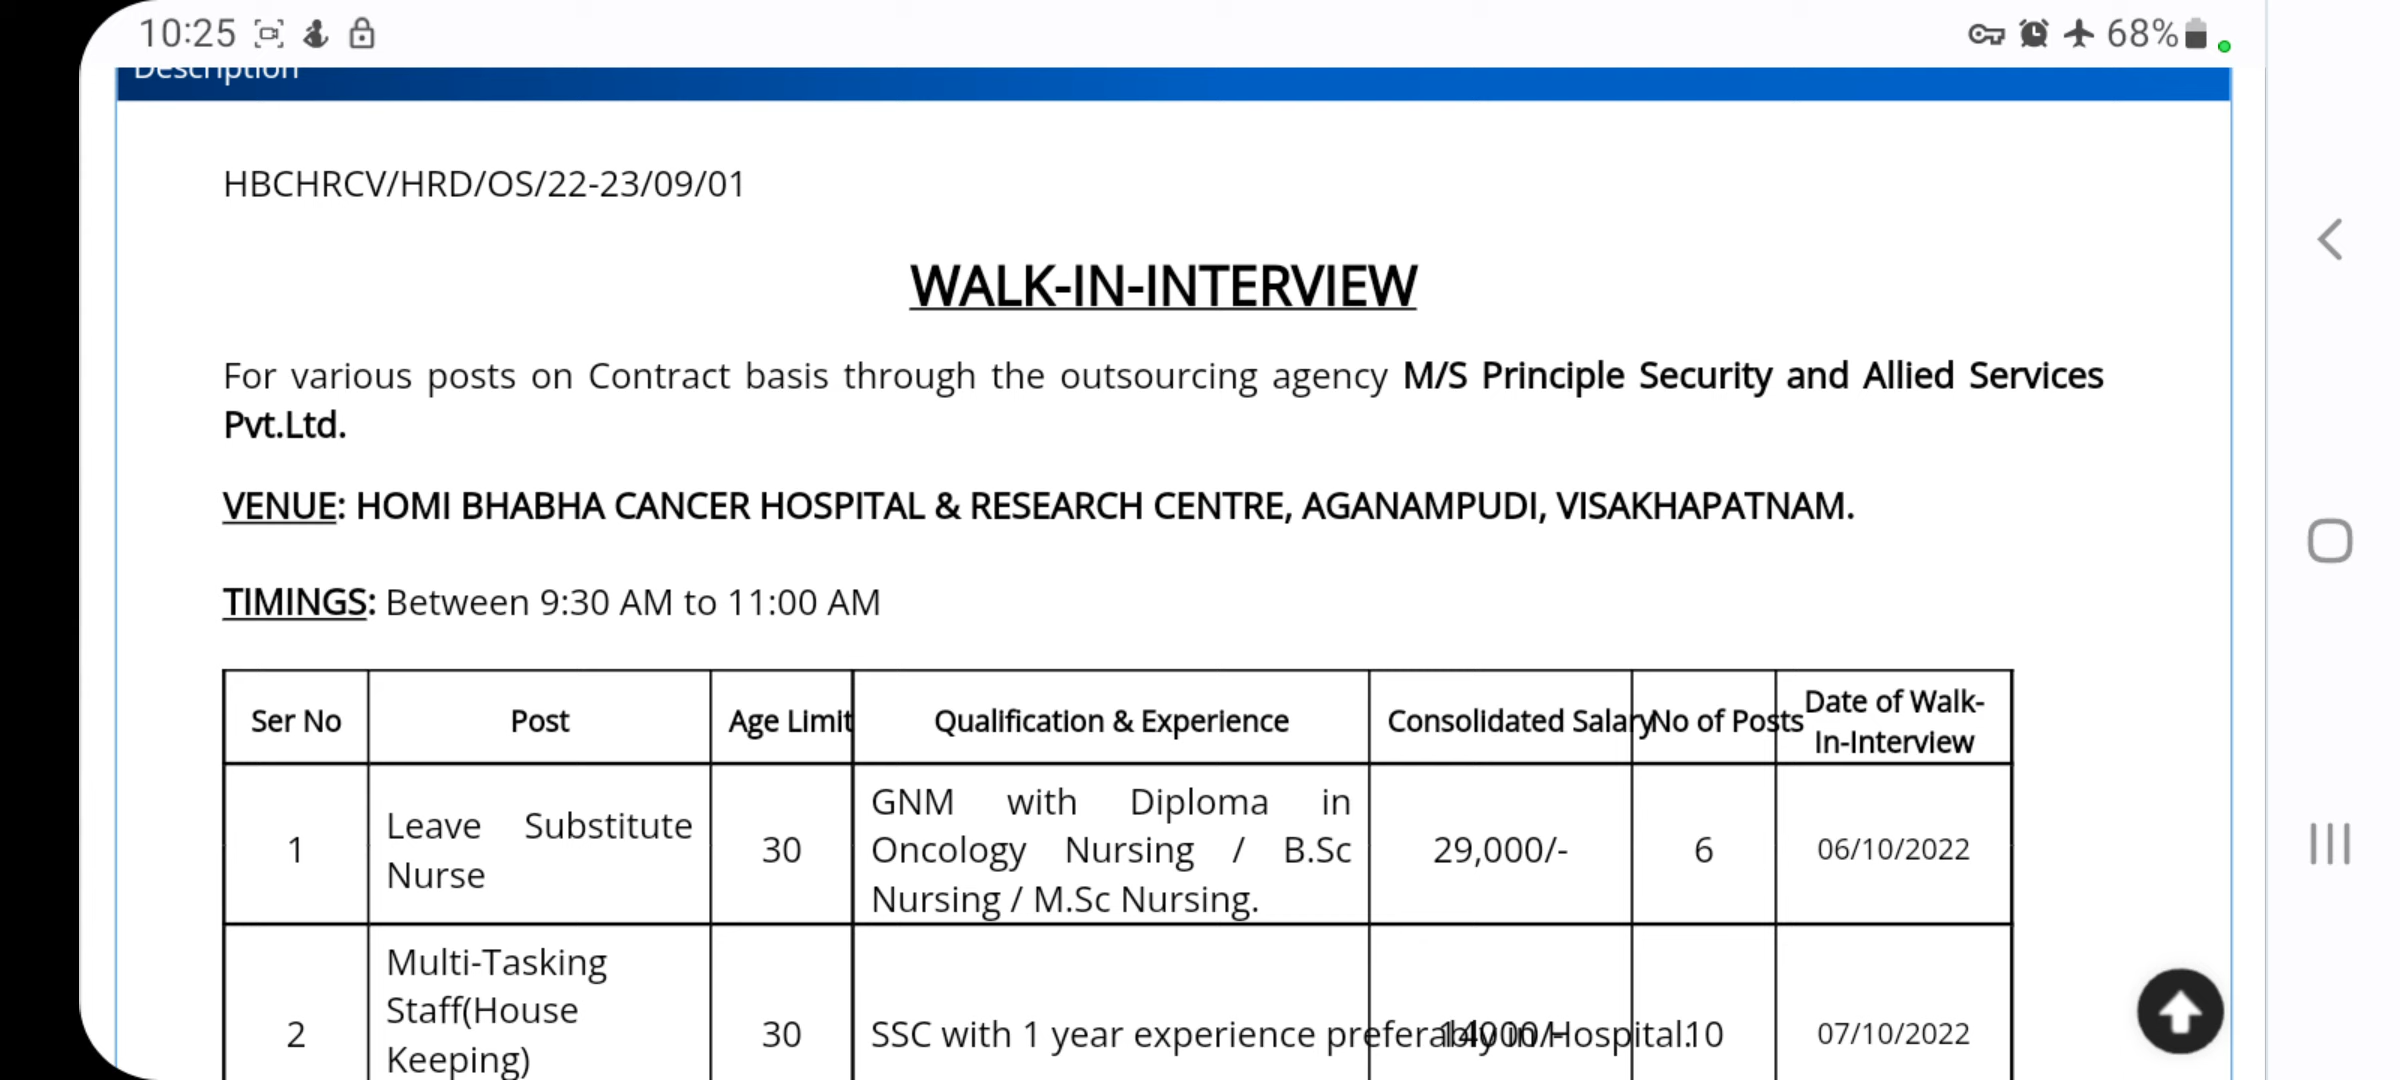 10:25
68%
Description
HBCHRCV/HRD/OS/22-23/09/01
WALK-IN-INTERVIEW
For various posts on Contract basis through the outsourcing agency M/S Principle Security and Allied Services
Pvt.Ltd.
VENUE: HOMI BHABHA CANCER HOSPITAL & RESEARCH CENTRE, AGANAMPUDI, VISAKHAPATNAM.
TIMINGS: Between 9:30 AM to 11:00 AM
Ser No
Post
Age Limit
Qualification & Experience
Consolidated Salary
No of Posts
Date of Walk-
In-Interview
1
Leave Substitute
Nurse
30
GNM with Diploma in
Oncology Nursing / B.Sc
Nursing / M.Sc Nursing.
29,000/-
6
06/10/2022
2
Multi-Tasking
Staff(House
Keeping)
30
SSC with 1 year experience preferably in Hospital.
14000/-
10
07/10/2022